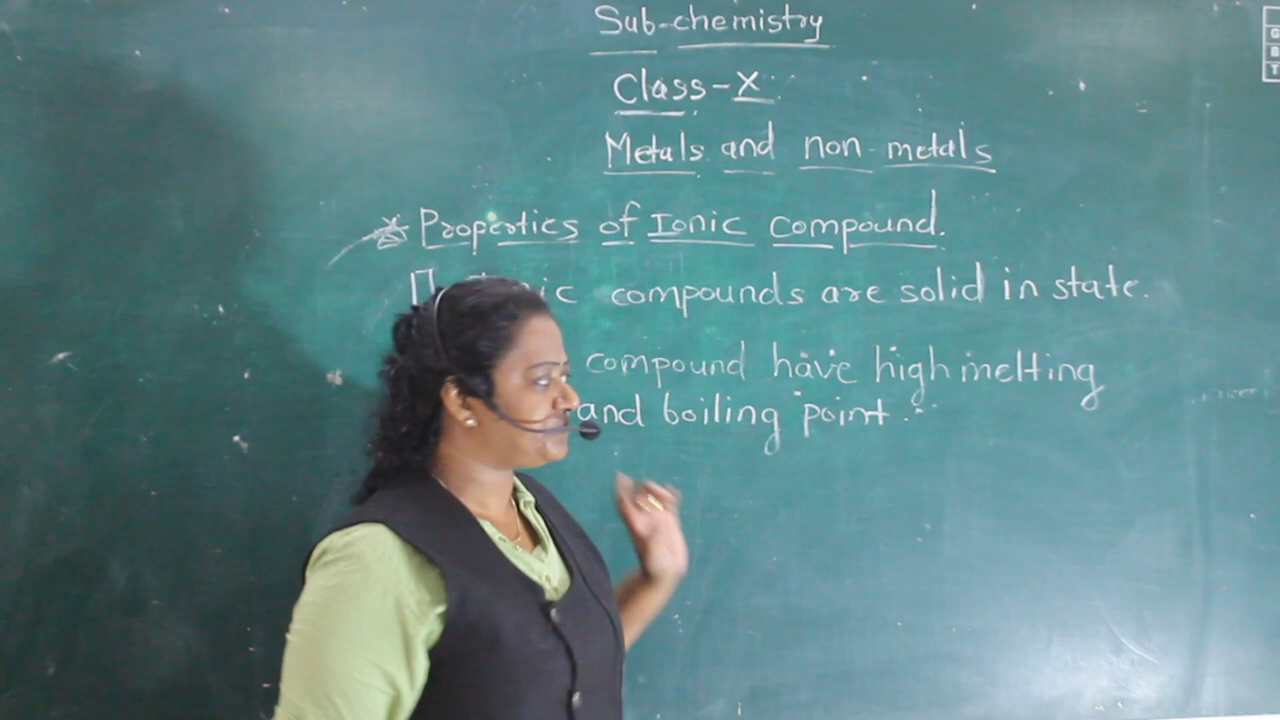 Sub-chemistry
Class-X
Metals and non-metals
Properties of Ionic compound.
compounds are solid in state.
compound have high melting
and boiling point.
G
B
T